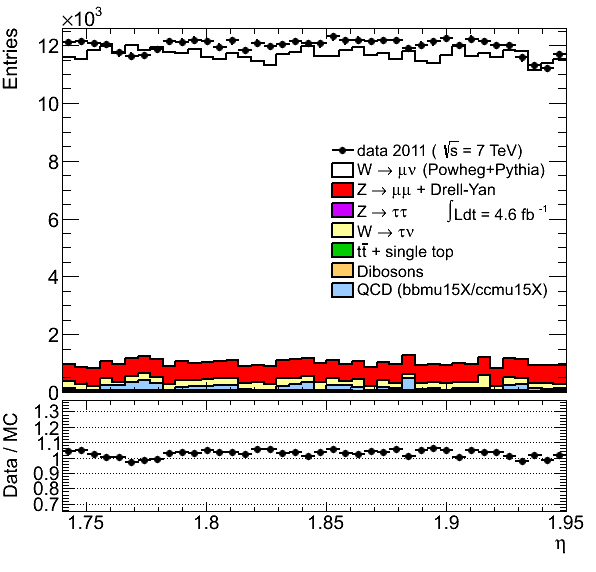 ×10³
Entries
12
10
8
6
4
2
0
data 2011 ( √s = 7 TeV)
W → μν (Powheg+Pythia)
Z → μμ + Drell-Yan
Z → ττ
∫Ldt = 4.6 fb⁻¹
W → τν
tt̅ + single top
Dibosons
QCD (bbmu15X/ccmu15X)
Data / MC
1.3
1.2
1.1
1
0.9
0.8
0.7
1.75 1.8 1.85 1.9 1.95
η